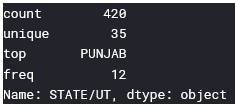 count 420
unique 35
top PUNJAB
freq 12
Name: STATE/UT, dtype: object